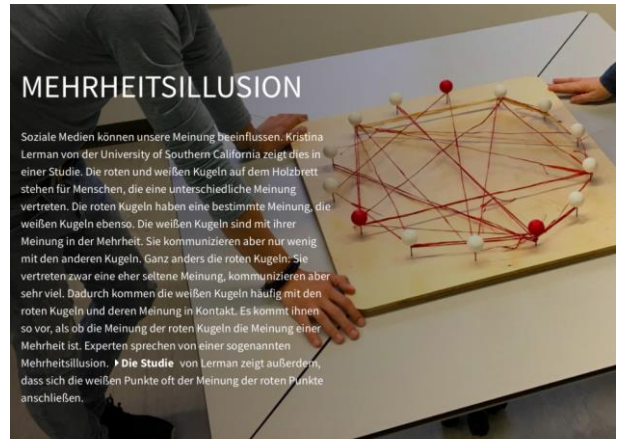 MEHRHEITSILLUSION
Soziale Medien können unsere Meinung beeinflussen. Kristina
Lerman von der University of Southern California zeigt dies in
einer Studie. Die roten und weißen Kugeln auf dem Holzbrett
stehen für Menschen, die eine unterschiedliche Meinung
vertreten. Die roten Kugeln haben eine bestimmte Meinung, die
weißen Kugeln ebenso. Die weißen Kugeln sind mit ihrer
Meinung in der Mehrheit. Sie kommunizieren aber nur wenig
mit den anderen Kugeln. Ganz anders die roten Kugeln: Sie
vertreten zwar eine eher seltene Meinung, kommunizieren aber
sehr viel. Dadurch kommen die weißen Kugeln häufig mit den
roten Kugeln und deren Meinung in Kontakt. Es kommt ihnen
so vor, als ob die Meinung der roten Kugeln die Meinung einer
Mehrheit ist. Experten sprechen von einer sogenannten
Mehrheitsillusion. Die Studie von Lerman zeigt außerdem,
dass sich die weißen Punkte oft der Meinung der roten Punkte
anschließen.